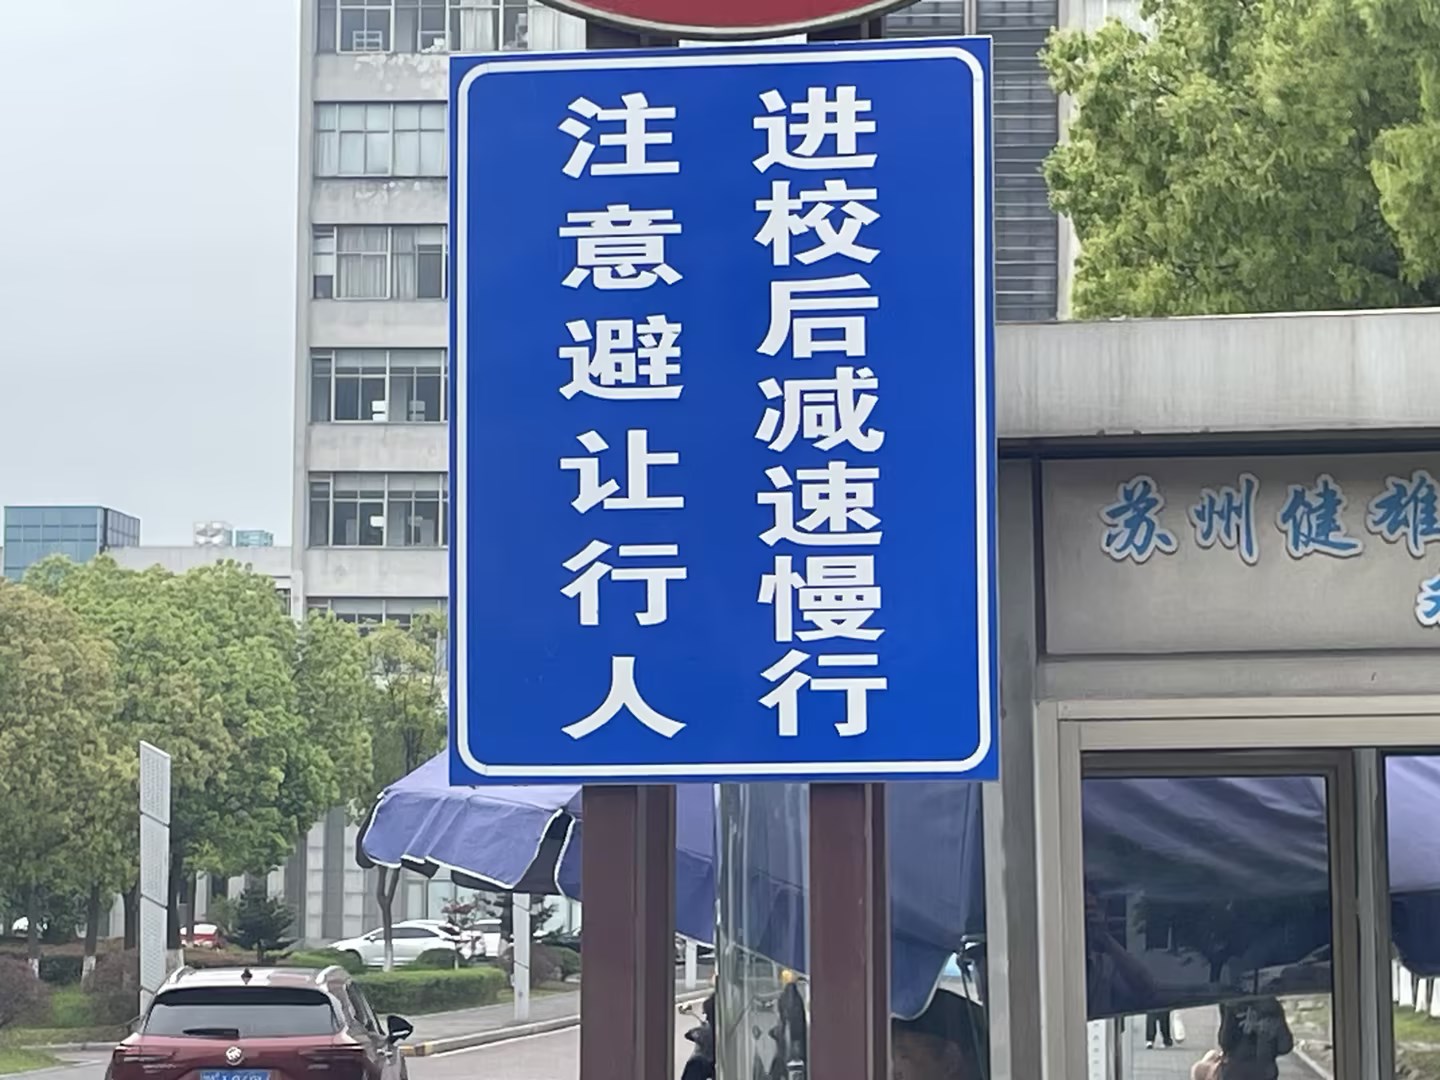 进校后减速慢行
注意避让行人
苏州健雄